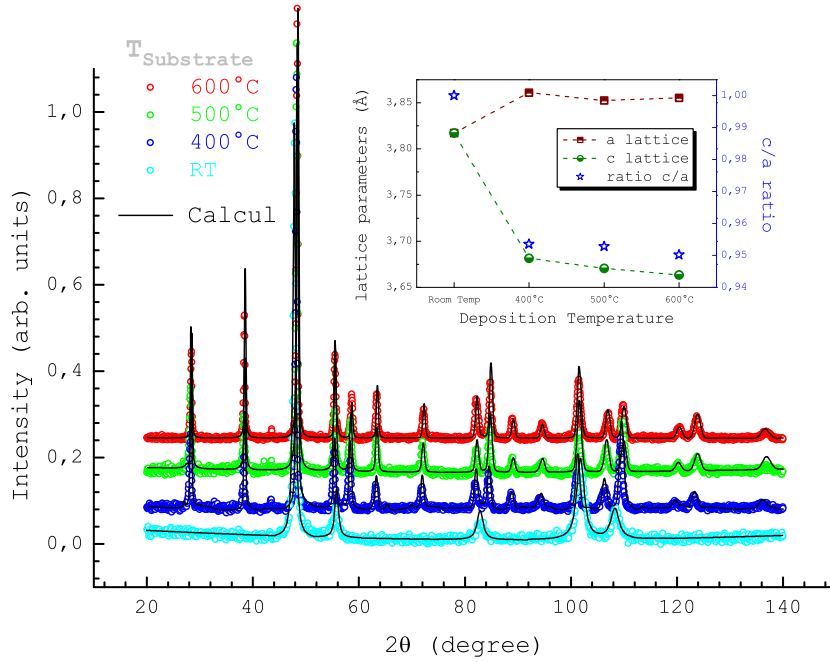 T Substrate
600°C
500°C
400°C
RT
Calcul
Intensity (arb. units)
1,0
0,8
0,6
0,4
0,2
0,0
20
40
60
80
100
120
140
2θ (degree)
lattice parameters (Å)
3,85
3,80
3,75
3,70
3,65
a lattice
c lattice
ratio c/a
1,00
0,99
0,98
0,97
0,96
0,95
0,94
c/a ratio
Room Temp
400°C
500°C
600°C
Deposition Temperature